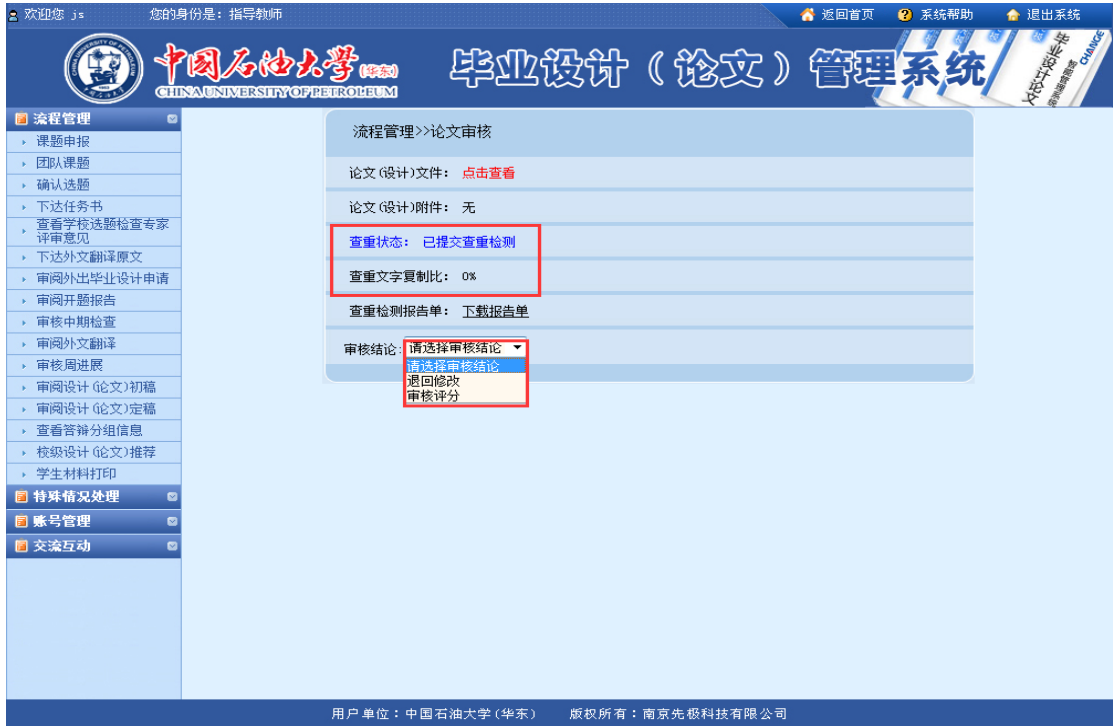 欢迎您 js 您的身份是：指导教师 返回首页 系统帮助 退出系统
中国石油大学(华东) 毕业设计（论文）管理系统
CHINA UNIVERSITY OF PETROLEUM
毕业设计论文
智能管理系统
CHANGE
流程管理
课题申报
团队课题
确认选题
下达任务书
查看学校选题检查专家
评审意见
下达外文翻译原文
审阅外出毕业设计申请
审阅开题报告
审核中期检查
审阅外文翻译
审核周进展
审阅设计(论文)初稿
审阅设计(论文)定稿
查看答辩分组信息
校级设计(论文)推荐
学生材料打印
特殊情况处理
账号管理
交流互动
流程管理>>论文审核
论文(设计)文件： 点击查看
论文(设计)附件： 无
查重状态： 已提交查重检测
查重文字复制比： 0%
查重检测报告单： 下载报告单
审核结论: 请选择审核结论
请选择审核结论
退回修改
审核评分
用户单位：中国石油大学(华东) 版权所有：南京先极科技有限公司